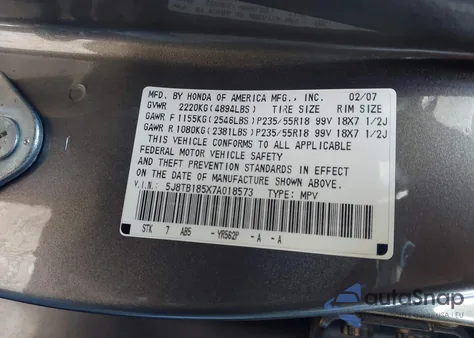 MFD. BY HONDA OF AMERICA MFG., INC. 02/07
GVWR 2220KG(4894LBS) TIRE SIZE RIM SIZE
GAWR F 1155KG(2546LBS)P235/55R18 99V 18X7 1/2J
GAWR R 1080KG(2381LBS)P235/55R18 99V 18X7 1/2J
THIS VEHICLE CONFORMS TO ALL APPLICABLE
FEDERAL MOTOR VEHICLE SAFETY
AND THEFT PREVENTION STANDARDS IN EFFECT ON
THE DATE OF MANUFACTURE SHOWN ABOVE.
V.I.N: 5J8TB185X7A018573 TYPE: MPV
STK 7 AB5 -YR562P -A -A
autoSnap